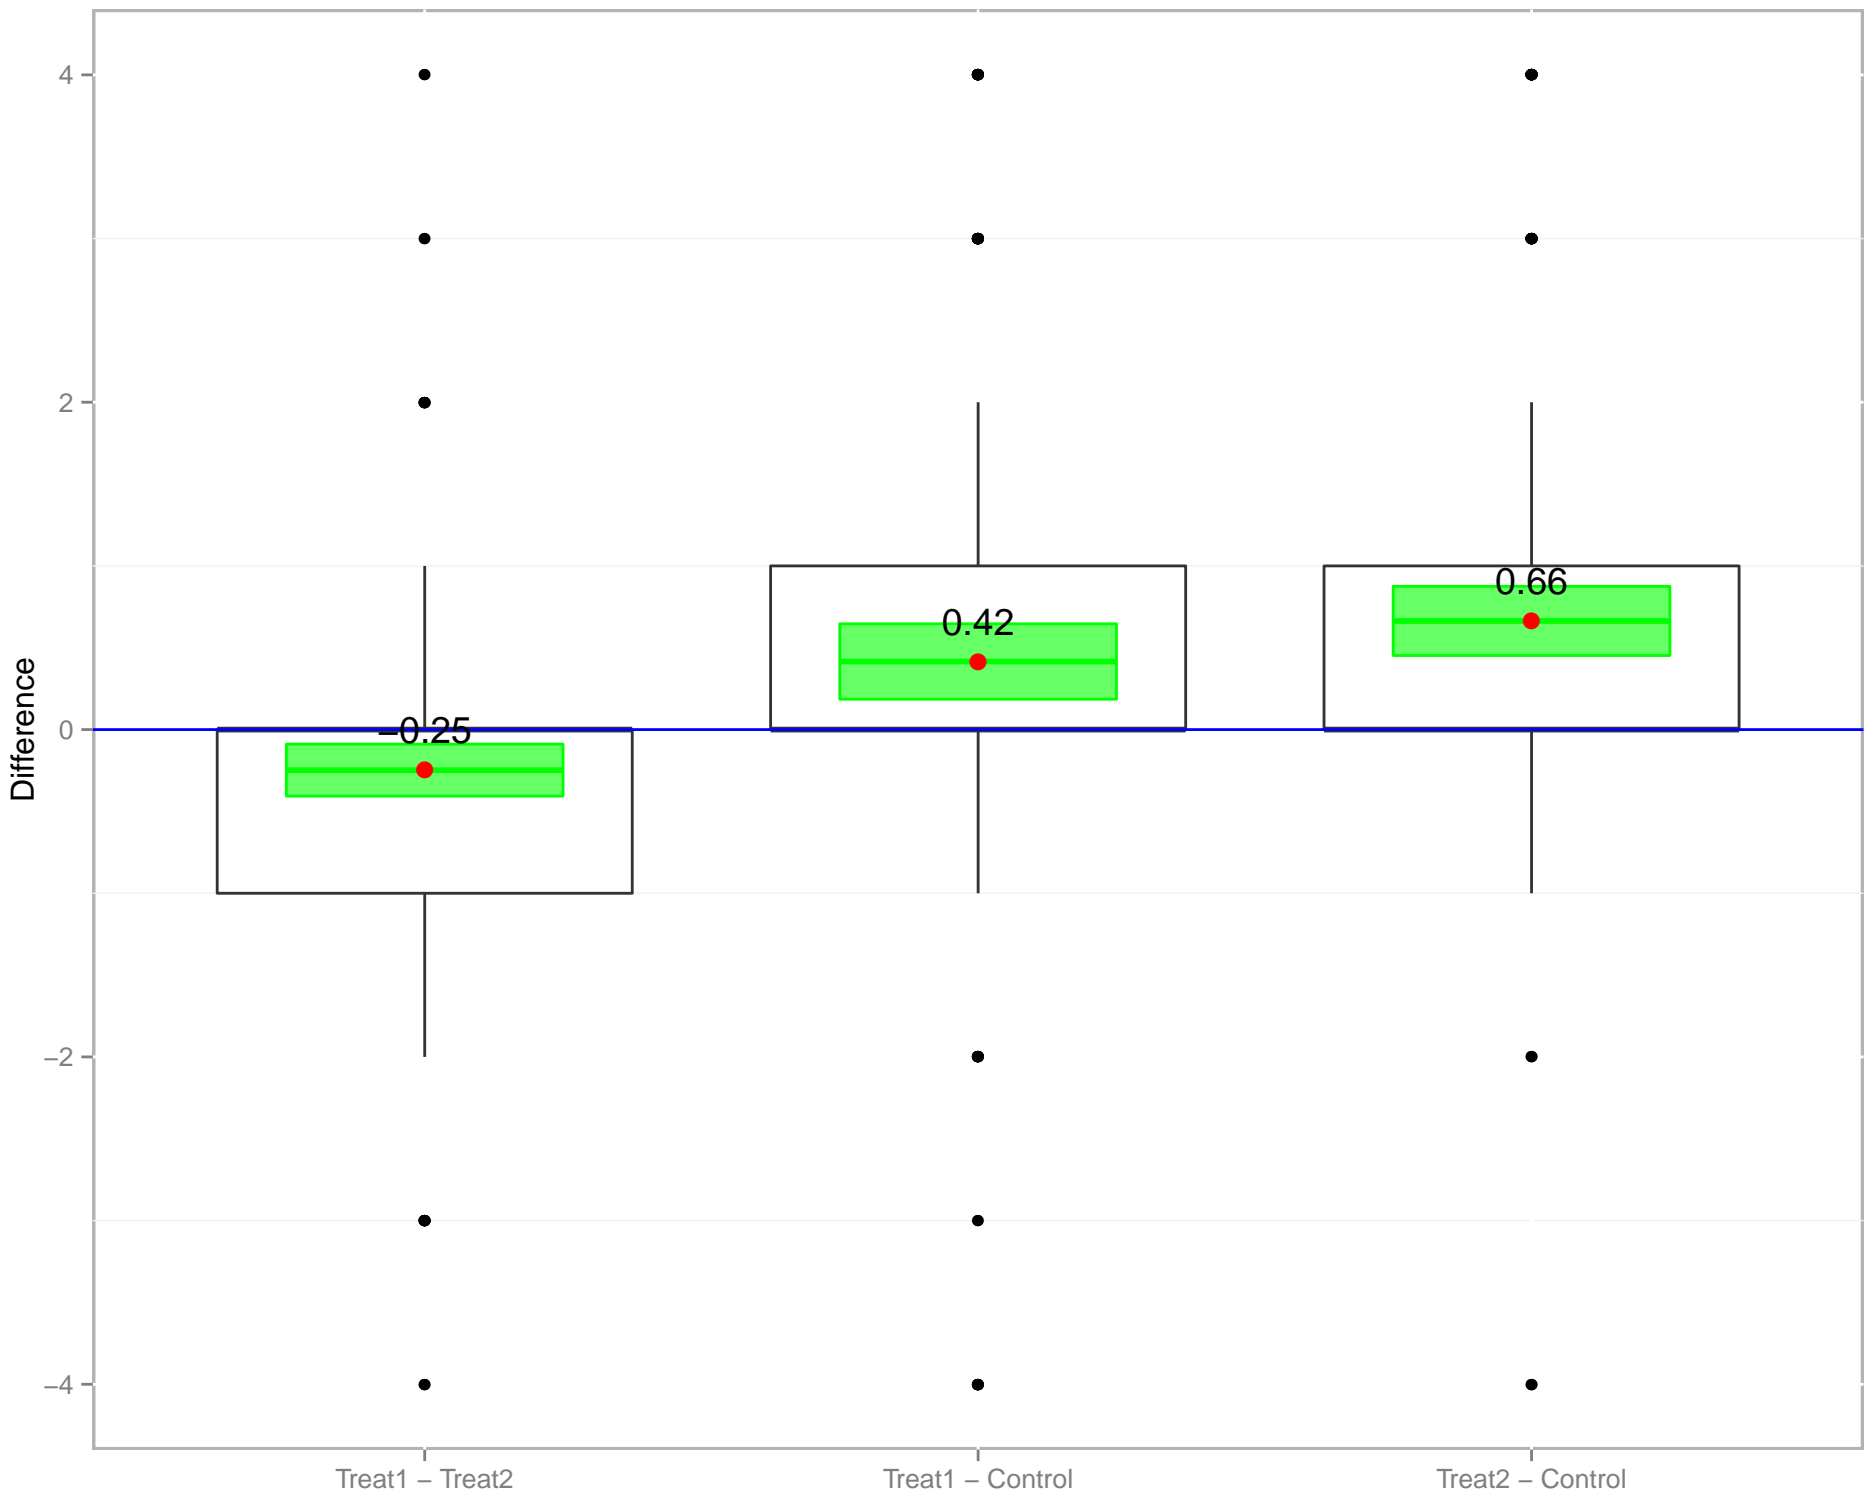 Difference
4
2
0
−2
−4
−0.25
0.42
0.66
Treat1 − Treat2
Treat1 − Control
Treat2 − Control